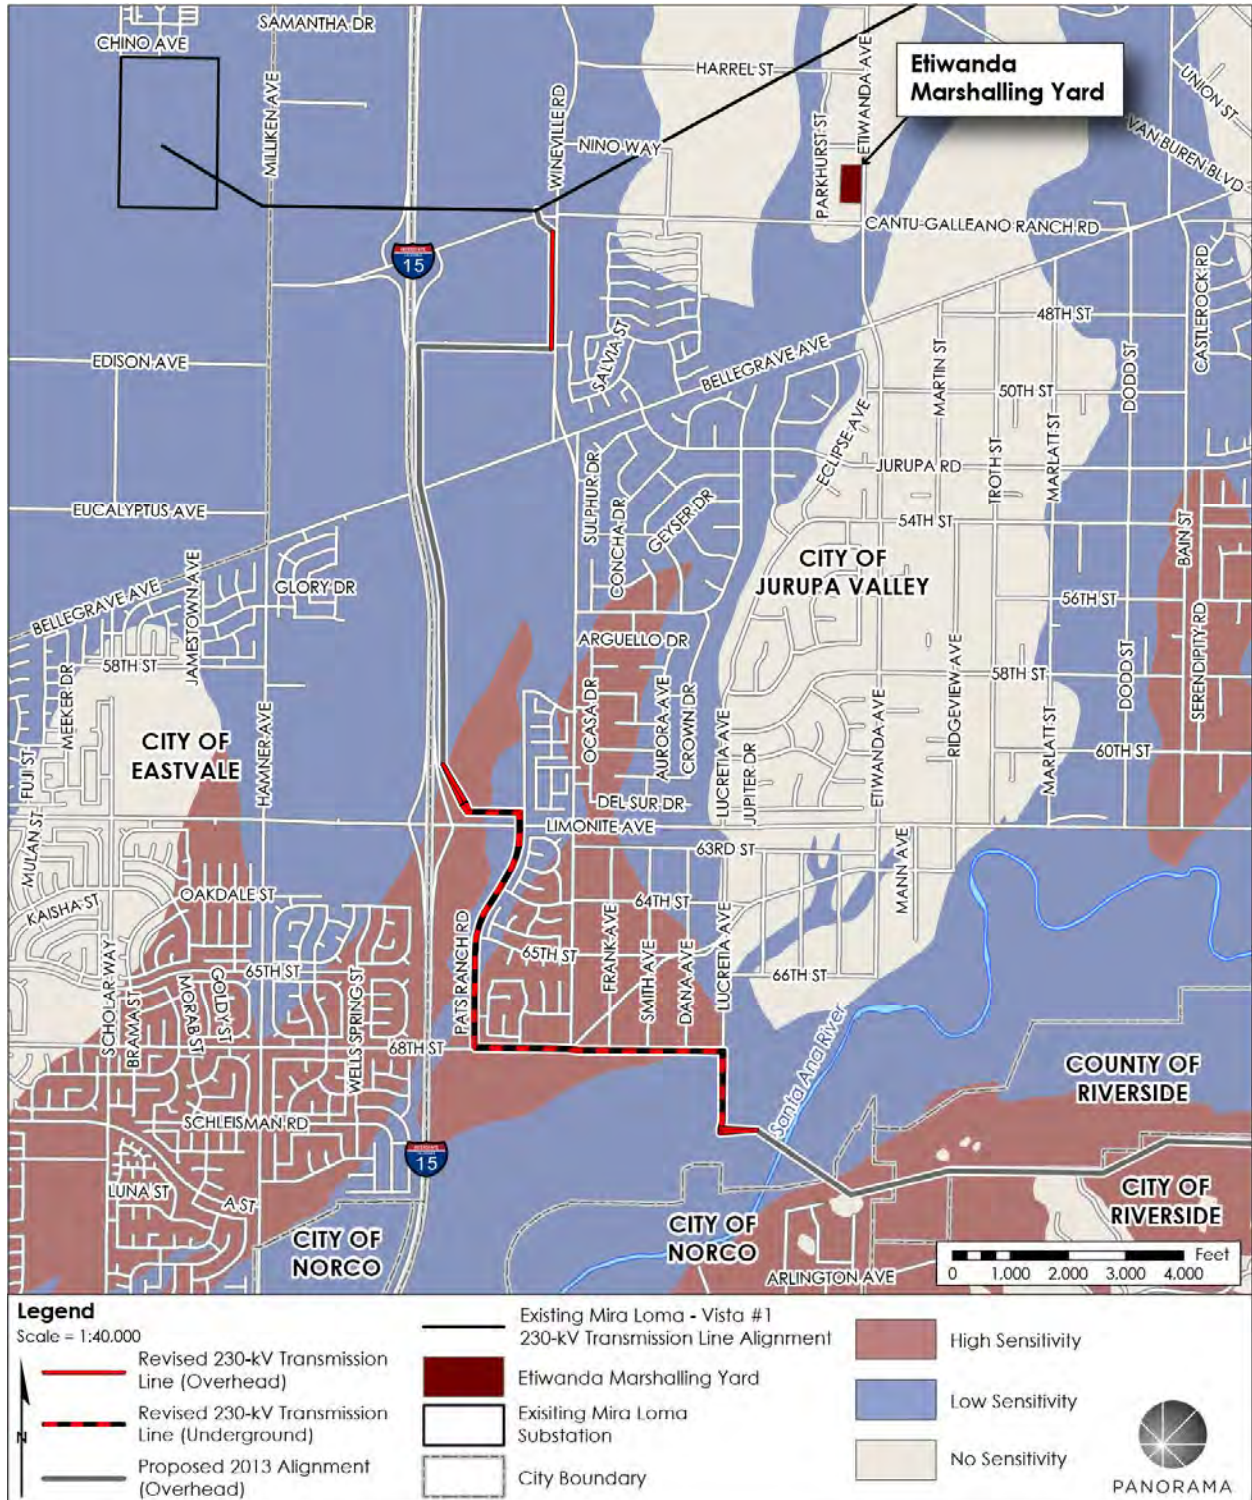 SAMANTHA DR
CHINO AVE
MILLIKEN AVE
HARREL ST
WINEVILLE RD
NINO WAY
PARKHURST ST
ETIWANDA AVE
Etiwanda
Marshalling Yard
UNION ST
VAN BUREN BLVD
CANTU-GALLEANO RANCH RD
INTERSTATE
CALIFORNIA
15
CASTLEROCK RD
48TH ST
SALVIA ST
BELLEGRAVE AVE
EDISON AVE
MARTIN ST
DODD ST
50TH ST
ECLIPSE AVE
JURUPA RD
TROTH ST
MARLATT ST
SULPHUR DR
CONCHA DR
GEYSER DR
EUCALYPTUS AVE
54TH ST
BAIN ST
CITY OF
JURUPA VALLEY
JAMESTOWN AVE
GLORY DR
BELLEGRAVE AVE
56TH ST
SERENDIPITY RD
ARGUELLO DR
58TH ST
MEEKER DR
58TH ST
DODD ST
RIDGEVIEW AVE
OCASA DR
AURORA AVE
CROWN DR
LUCRETIA AVE
JUPITER DR
ETIWANDA AVE
MARLATT ST
60TH ST
CITY OF
EASTVALE
HAMNER AVE
FUJI ST
MULAN ST
DEL SUR DR
LIMONITE AVE
63RD ST
MANN AVE
KAISHA ST
OAKDALE ST
64TH ST
FRANK AVE
SMITH AVE
DANA AVE
LUCRETIA AVE
65TH ST
65TH ST
66TH ST
PATS RANCH RD
SCHOLAR WAY
BRAMA ST
MORAB ST
GOLDY ST
WELLS SPRING ST
68TH ST
Santa Ana River
COUNTY OF
RIVERSIDE
SCHLEISMAN RD
INTERSTATE
CALIFORNIA
15
LUNA ST
A ST
CITY OF
NORCO
CITY OF
NORCO
CITY OF
RIVERSIDE
ARLINGTON AVE
Feet
0 1,000 2,000 3,000 4,000
Legend
Scale = 1:40,000
N
Revised 230-kV Transmission
Line (Overhead)
Revised 230-kV Transmission
Line (Underground)
Proposed 2013 Alignment
(Overhead)
Existing Mira Loma - Vista #1
230-kV Transmission Line Alignment
Etiwanda Marshalling Yard
Exisiting Mira Loma
Substation
City Boundary
High Sensitivity
Low Sensitivity
No Sensitivity
PANORAMA